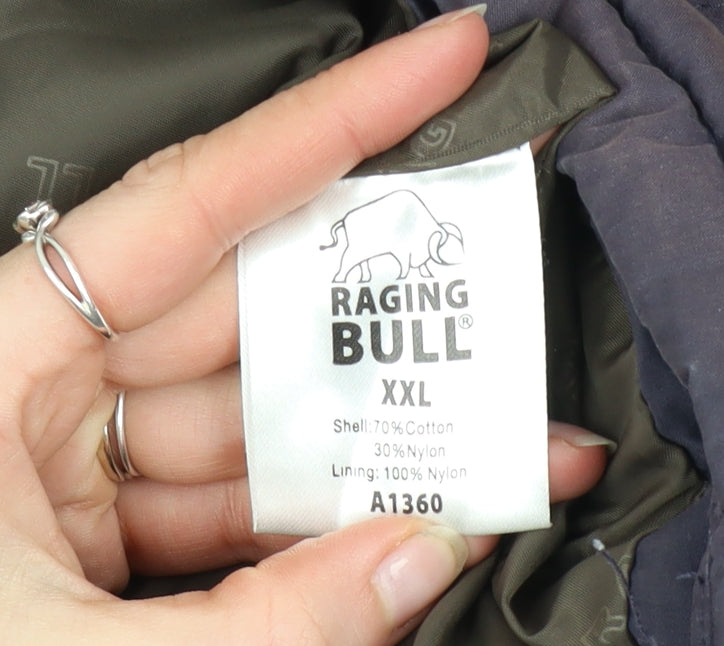 RAGING
BULL®
XXL
Shell:70%Cotton
30%Nylon
Lining: 100% Nylon
A1360